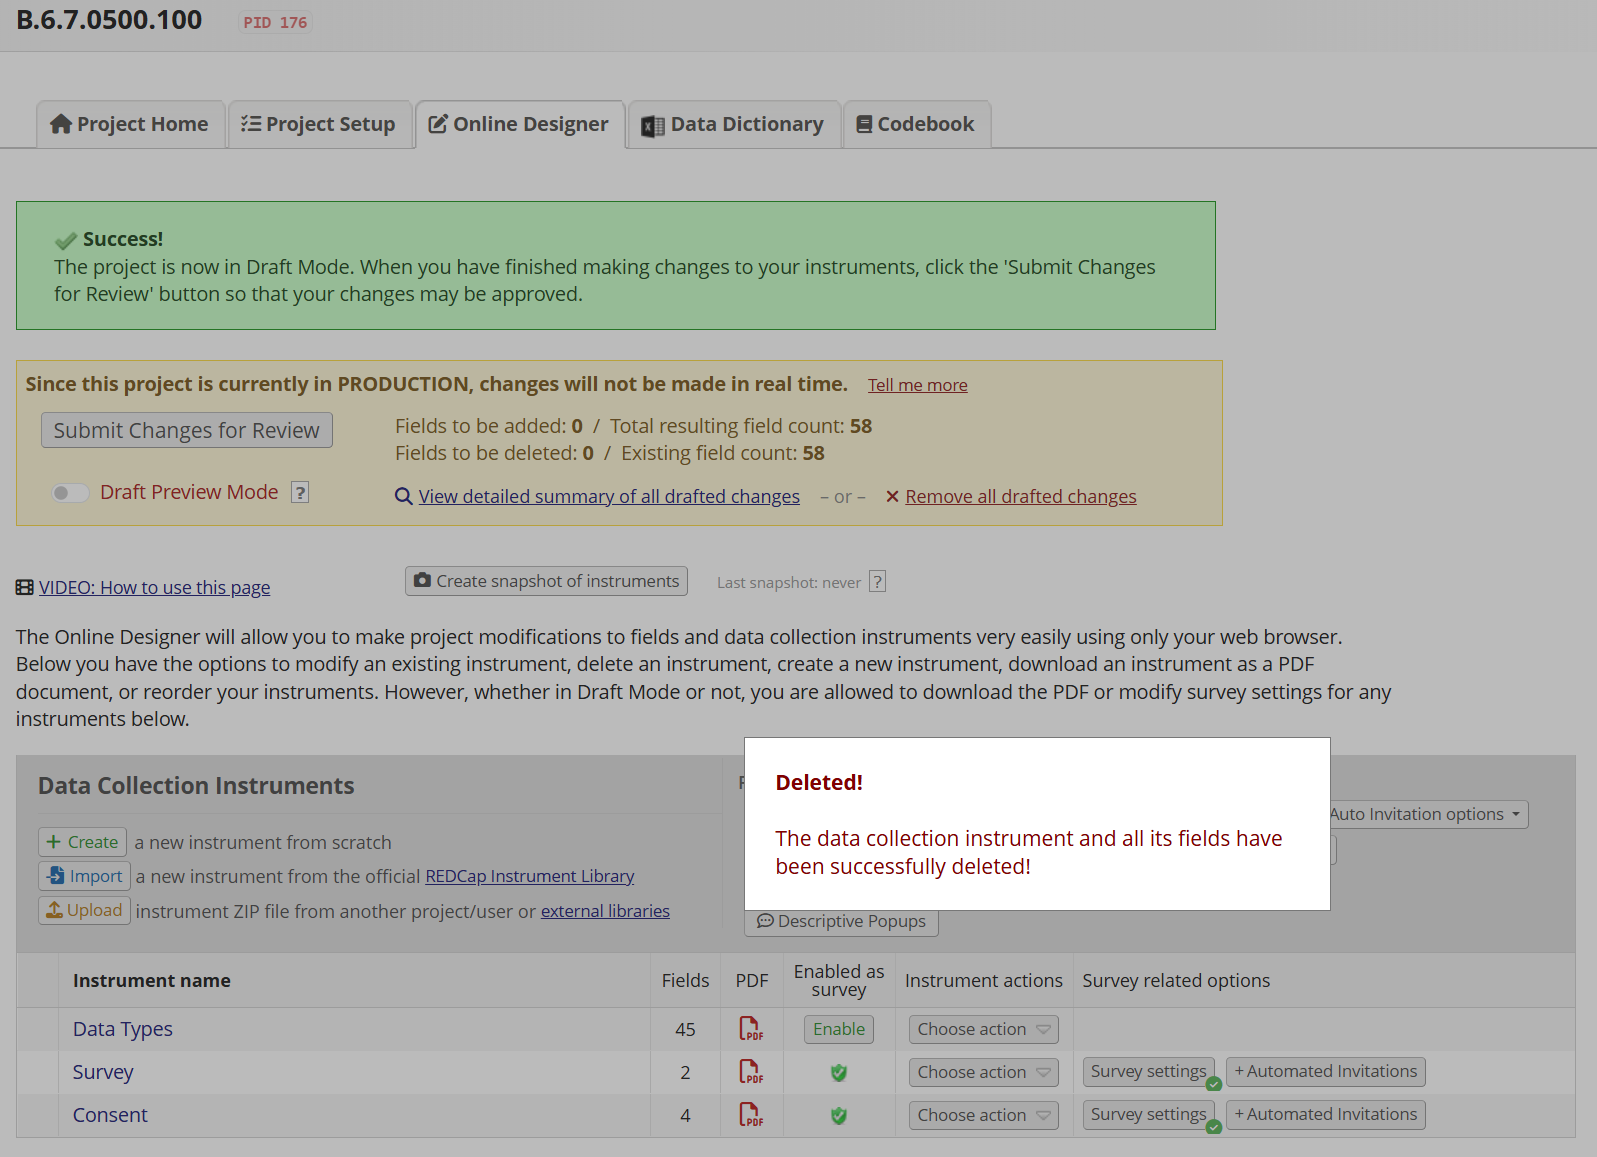 B.6.7.0500.100 PID 176
Project Home Project Setup Online Designer Data Dictionary Codebook
Success!
The project is now in Draft Mode. When you have finished making changes to your instruments, click the 'Submit Changes
for Review' button so that your changes may be approved.
Since this project is currently in PRODUCTION, changes will not be made in real time. Tell me more
Submit Changes for Review
Fields to be added: 0 / Total resulting field count: 58
Fields to be deleted: 0 / Existing field count: 58
Draft Preview Mode ?
View detailed summary of all drafted changes – or – Remove all drafted changes
VIDEO: How to use this page
Create snapshot of instruments Last snapshot: never ?
The Online Designer will allow you to make project modifications to fields and data collection instruments very easily using only your web browser.
Below you have the options to modify an existing instrument, delete an instrument, create a new instrument, download an instrument as a PDF
document, or reorder your instruments. However, whether in Draft Mode or not, you are allowed to download the PDF or modify survey settings for any
instruments below.
Data Collection Instruments
+ Create a new instrument from scratch
Import a new instrument from the official REDCap Instrument Library
Upload instrument ZIP file from another project/user or external libraries
Deleted!
The data collection instrument and all its fields have
been successfully deleted!
Auto Invitation options
Descriptive Popups
Instrument name Fields PDF Enabled as survey Instrument actions Survey related options
Data Types 45 PDF Enable Choose action
Survey 2 PDF Choose action Survey settings + Automated Invitations
Consent 4 PDF Choose action Survey settings + Automated Invitations